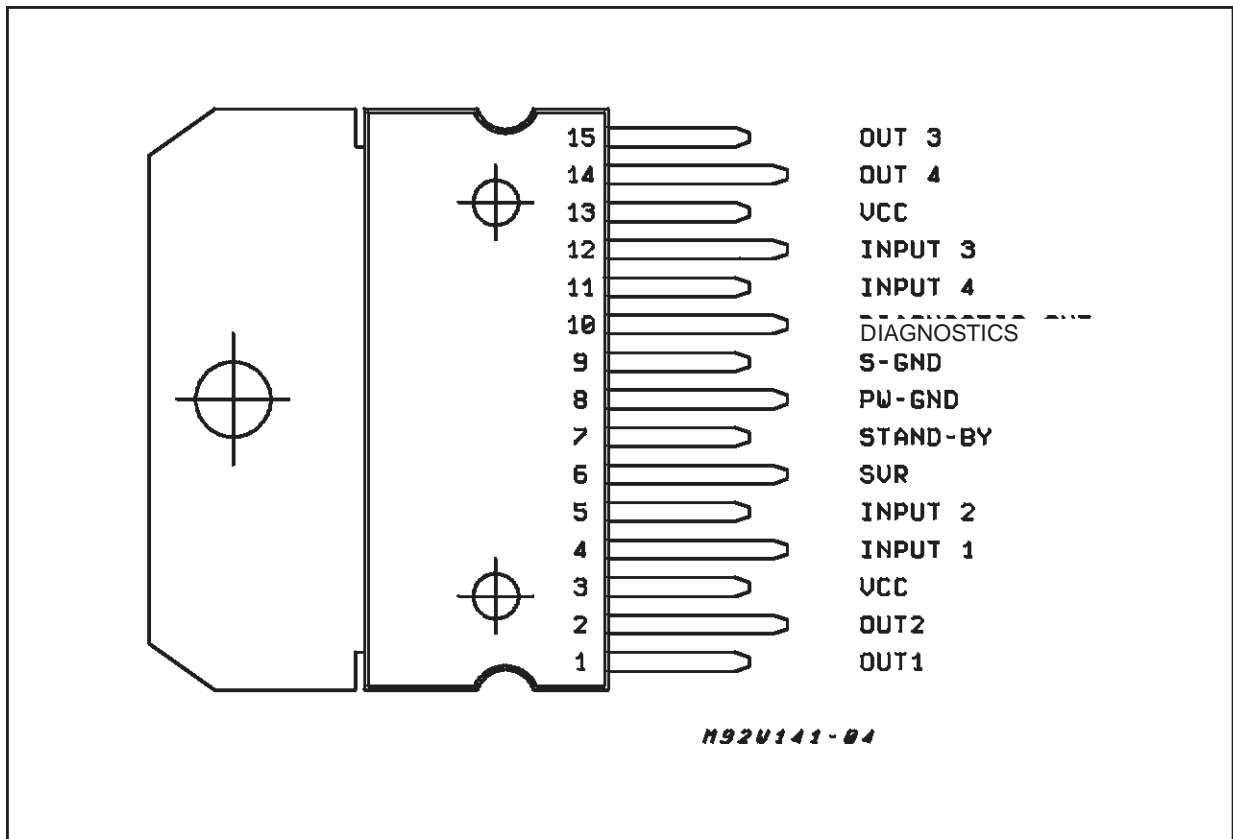 15 OUT 3
14 OUT 4
13 VCC
12 INPUT 3
11 INPUT 4
10 DIAGNOSTICS
9 S-GND
8 PW-GND
7 STAND-BY
6 SVR
5 INPUT 2
4 INPUT 1
3 VCC
2 OUT2
1 OUT1
M92V141-04